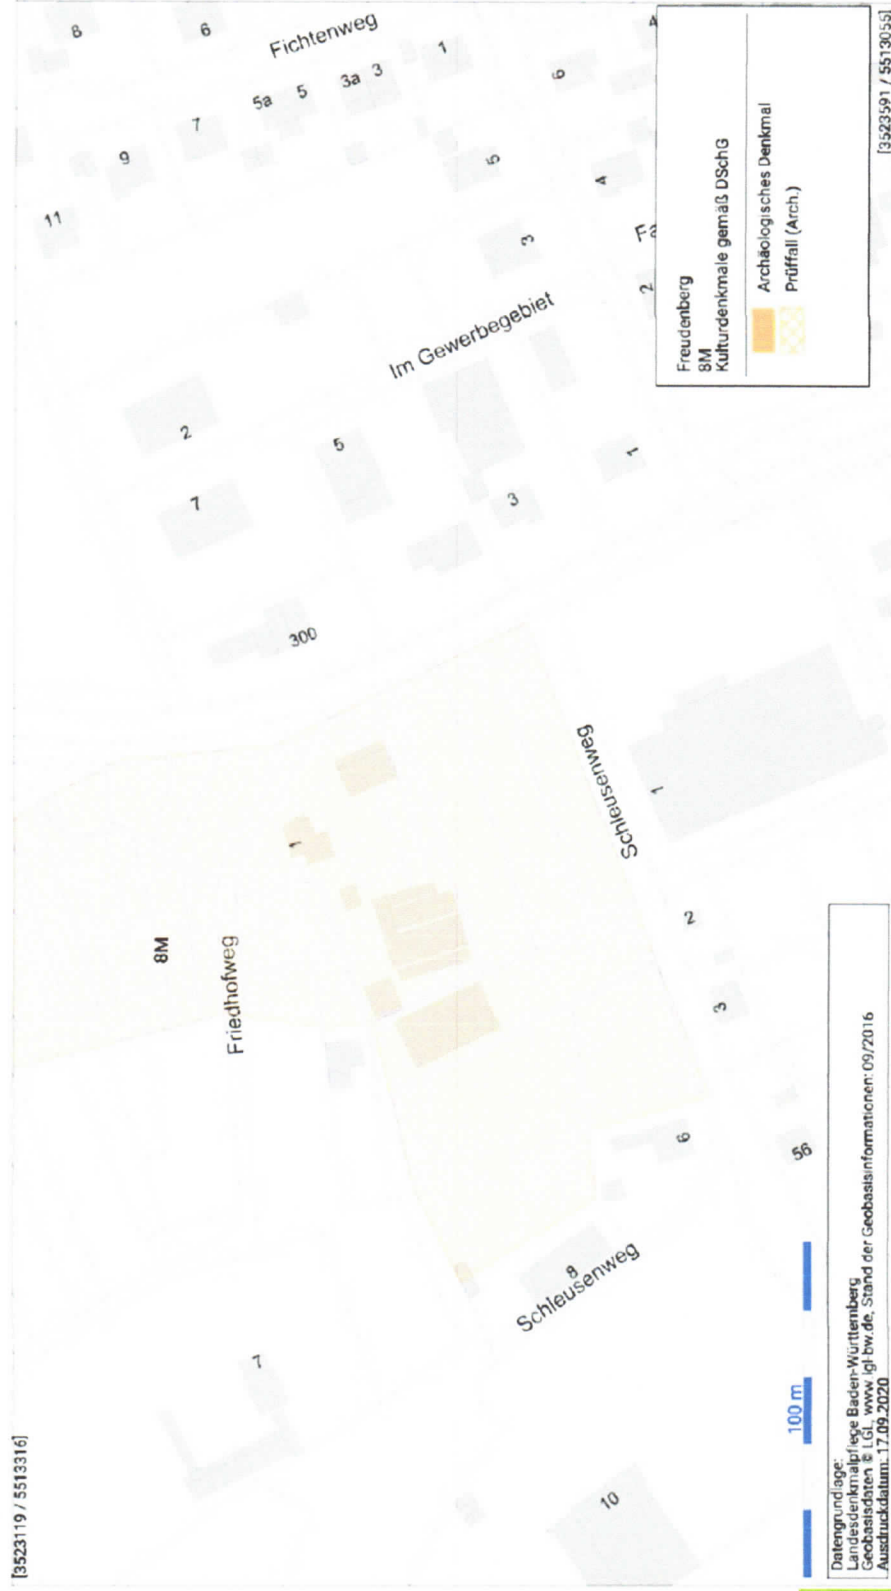 [3523119 / 5513316]
8
6
Fichtenweg
11
9
7
5a
5
3a
3
1
6
4
5
4
3
2
Fa
Im Gewerbegebiet
2
7
5
3
1
300
8M
Friedhofweg
1
Schleusenweg
1
2
3
6
56
8
Schleusenweg
7
10
100 m
Freudenberg
8M
Kulturdenkmale gemäß DSchG
Archäologisches Denkmal
Prüffall (Arch.)
[3523591 / 5513055]
Datengrundlage:
Landesdenkmalpflege Baden-Württemberg
Geobasisdaten © LGL, www.lgl-bw.de, Stand der Geobasisinformationen: 09/2016
Ausdruckdatum: 17.09.2020